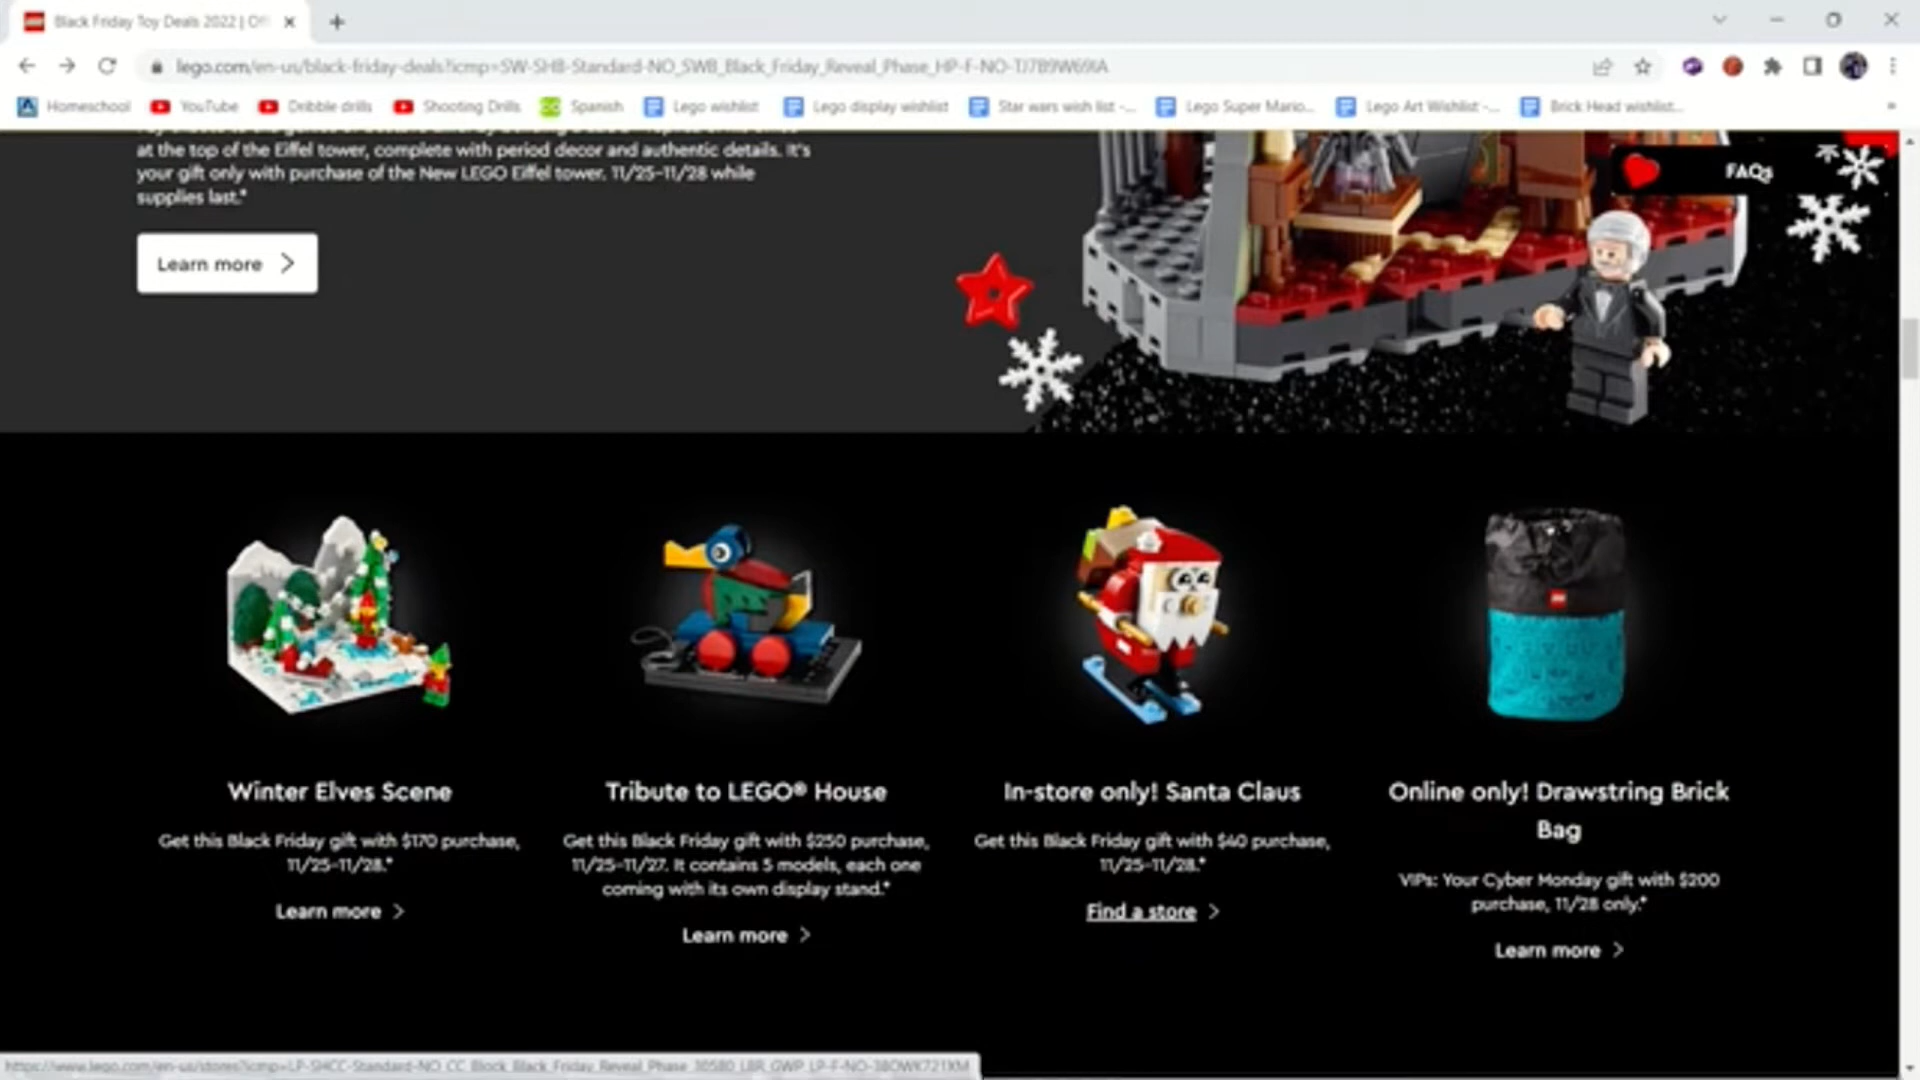 Black Friday Toy Deals 2022 | Off
lego.com/en-us/black-friday-deals?icmp=SW-SHB-Standard-NO_SWB_Black_Friday_Reveal_Phase_HP-F-NO-
Homeschool
YouTube
Dribble drills
Shooting Drills
Spanish
Lego wishlist
Lego display wishlist
Star wars wish list -...
Lego Super Mario...
Lego Art Wishlist -...
Brick Head wishlist...
at the top of the Eiffel tower, complete with period decor and authentic details. It's
your gift only with purchase of the New LEGO Eiffel tower. 11/25-11/28 while
supplies last.*
Learn more
FAQs
Winter Elves Scene
Get this Black Friday gift with $170 purchase,
11/25-11/28.*
Learn more
Tribute to LEGO® House
Get this Black Friday gift with $250 purchase,
11/25-11/27. It contains 5 models, each one
coming with its own display stand.*
Learn more
In-store only! Santa Claus
Get this Black Friday gift with $40 purchase,
11/25-11/28.*
Find a store
Online only! Drawstring Brick
Bag
VIPs: Your Cyber Monday gift with $200
purchase, 11/28 only.*
Learn more